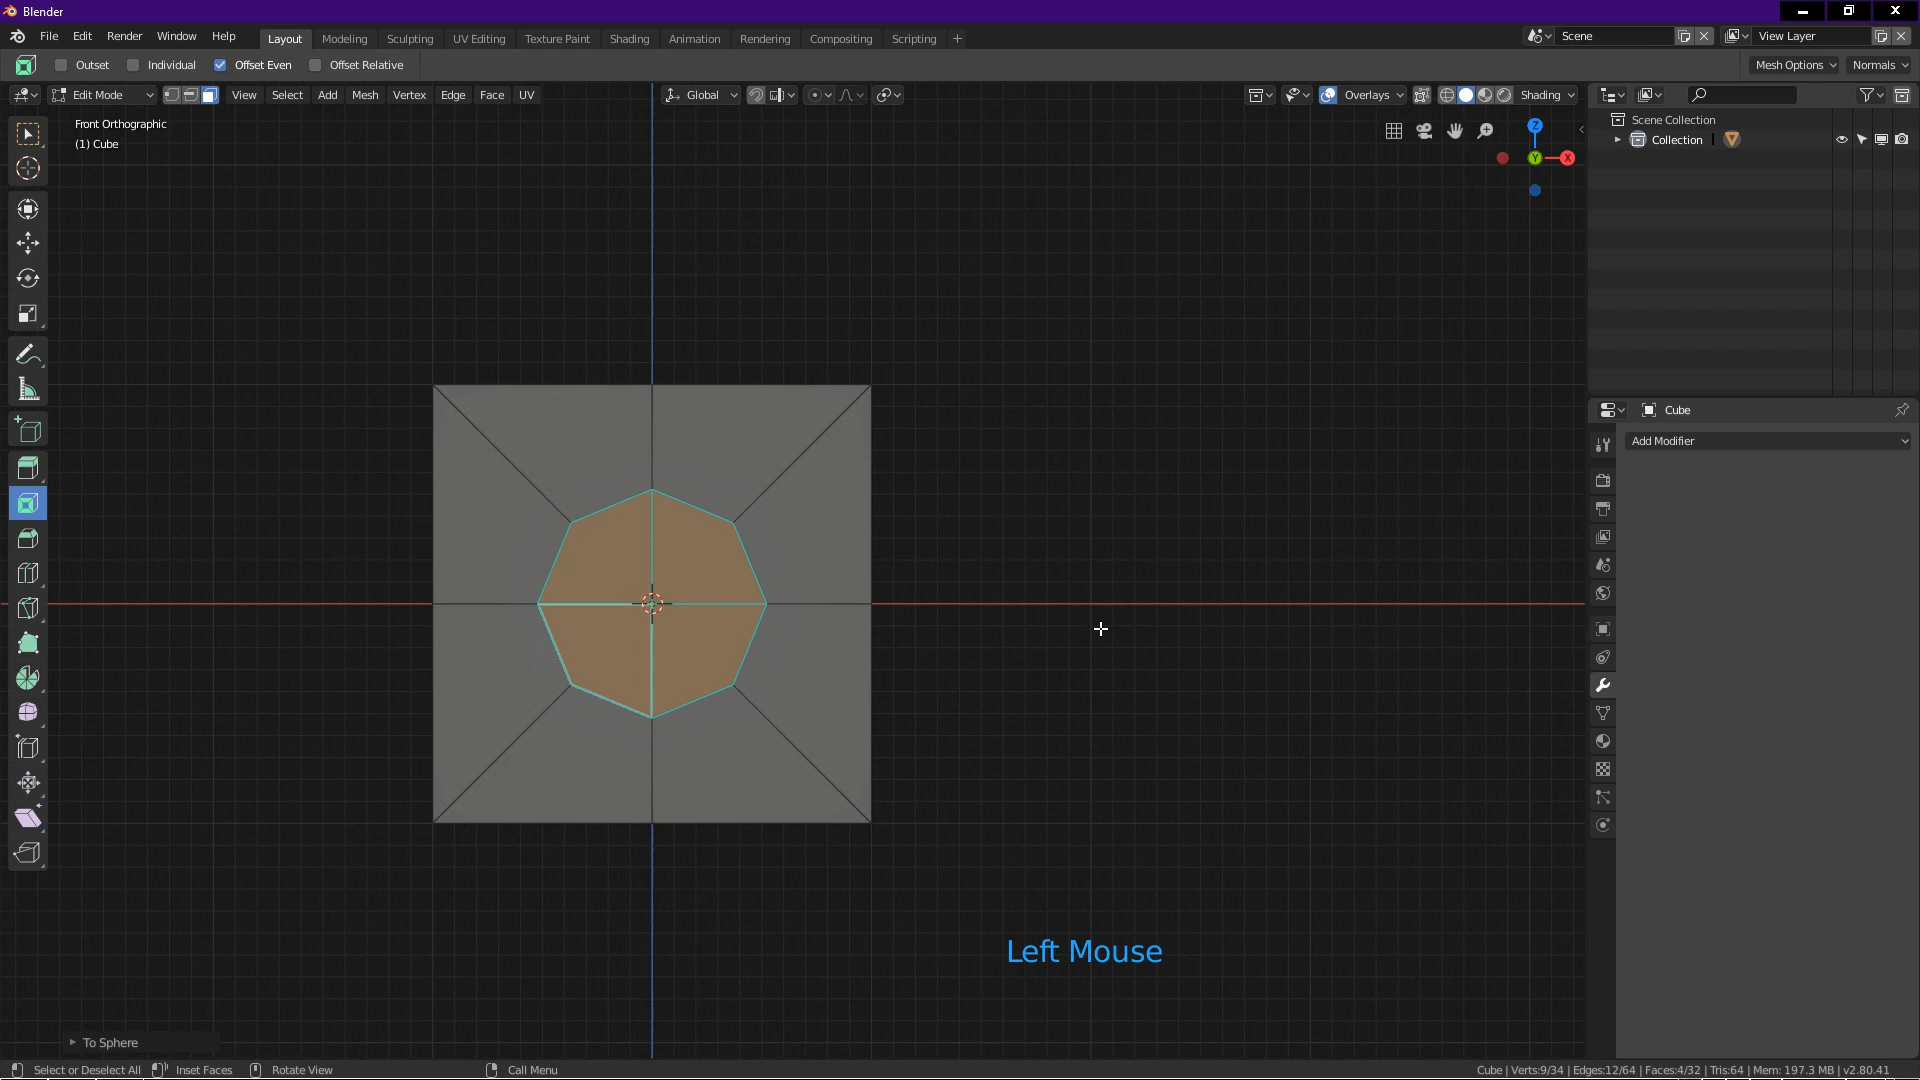 Blender
File Edit Render Window Help Layout Modeling Sculpting UV Editing Texture Paint Shading Animation Rendering Compositing Scripting + Scene View Layer
Outset Individual Offset Even Offset Relative Mesh Options Normals
Edit Mode View Select Add Mesh Vertex Edge Face UV Global Overlays Shading
Front Orthographic
(1) Cube
Z
Y X
Scene Collection
Collection
Cube
Add Modifier
Left Mouse
To Sphere
Select or Deselect All Inset Faces Rotate View Call Menu Cube | Verts:9/34 | Edges:12/64 | Faces:4/32 | Tris:64 | Mem: 197.3 MB | v2.80.41